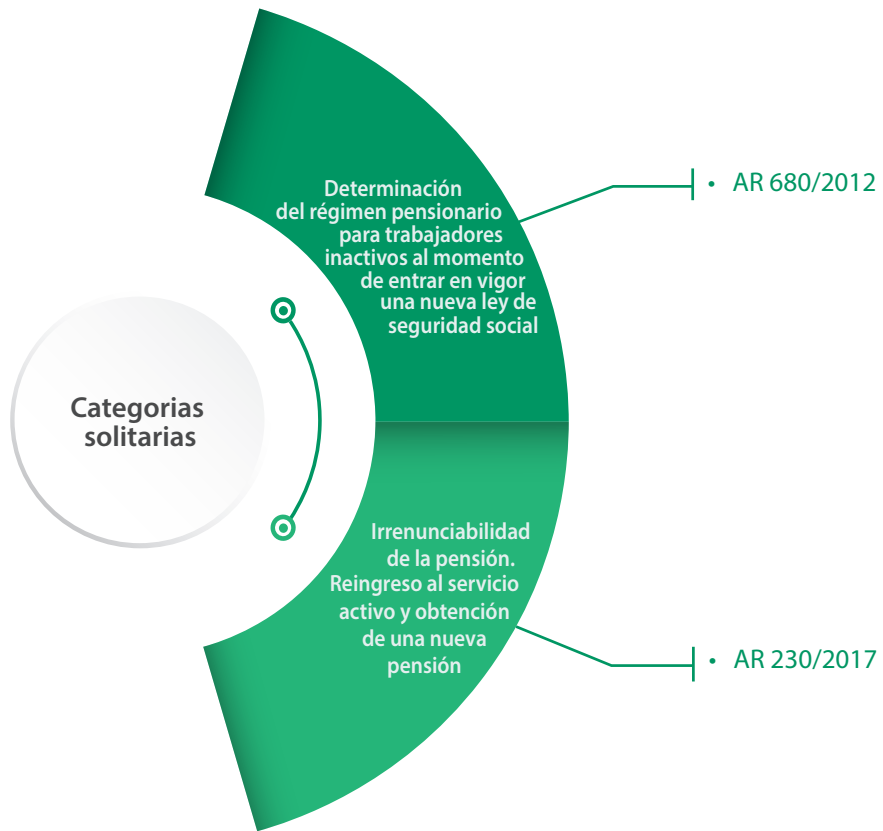 Categorias
solitarias
Determinación
del régimen pensionario
para trabajadores
inactivos al momento
de entrar en vigor
una nueva ley de
seguridad social
• AR 680/2012
Irrenunciabilidad
de la pensión.
Reingreso al servicio
activo y obtención
de una nueva
pensión
• AR 230/2017